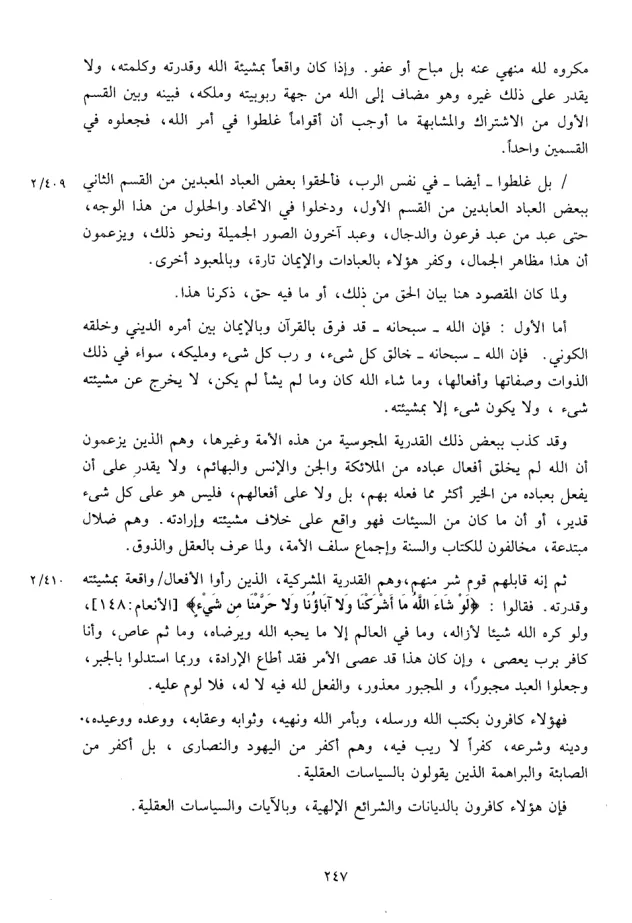 مكروه لله منهي عنه بل مباح أو عفو. وإذا كان واقعاً بمشيئة الله وقدرته وكلمته، ولا
يقدر على ذلك غيره وهو مضاف إلى الله من جهة ربوبيته وملكه، فبينه وبين القسم
الأول من الاشتراك والمشابهة ما أوجب أن أقواماً غلطوا في أمر الله، فجعلوه في
القسمين واحداً.
/ بل غلطوا ـ أيضا ـ في نفس الرب، فألحقوا بعض العباد المعبدين من القسم الثاني ٢/٤٠٩
ببعض العباد العابدين من القسم الأول، ودخلوا في الاتحاد والحلول من هذا الوجه،
حتى عبد من عبد فرعون والدجال، وعبد آخرون الصور الجميلة ونحو ذلك، ويزعمون
أن هذا مظاهر الجمال، وكفر هؤلاء بالعبادات والإيمان تارة، وبالمعبود أخرى.
ولما كان المقصود هنا بيان الحق من ذلك، أو ما فيه حق، ذكرنا هذا.
أما الأول : فإن الله ـ سبحانه ـ قد فرق بالقرآن وبالإيمان بين أمره الديني وخلقه
الكوني. فإن الله ـ سبحانه ـ خالق كل شىء، و رب كل شىء ومليكه، سواء في ذلك
الذوات وصفاتها وأفعالها، وما شاء الله كان وما لم يشأ لم يكن، لا يخرج عن مشيئته
شىء ، ولا يكون شىء إلا بمشيئته.
وقد كذب ببعض ذلك القدرية المجوسية من هذه الأمة وغيرها، وهم الذين يزعمون
أن الله لم يخلق أفعال عباده من الملائكة والجن والإنس والبهائم، ولا يقدر على أن
يفعل بعباده من الخير أكثر مما فعله بهم، بل ولا على أفعالهم، فليس هو على كل شىء
قدير، أو أن ما كان من السيئات فهو واقع على خلاف مشيئته وإرادته. وهم ضلال
مبتدعة، مخالفون للكتاب والسنة وإجماع سلف الأمة، ولما عرف بالعقل والذوق.
ثم إنه قابلهم قوم شر منهم،وهم القدرية المشركية، الذين رأوا الأفعال/ واقعة بمشيئته ٢/٤١٠
وقدرته. فقالوا : ﴿لَوْ شَاءَ اللَّهُ مَا أَشْرَكْنَا وَلا آبَاؤُنَا وَلا حَرَّمْنَا مِن شَيْءٍ﴾ [الأنعام:١٤٨]،
ولو كره الله شيئا لأزاله، وما في العالم إلا ما يحبه الله ويرضاه، وما ثم عاص، وأنا
كافر برب يعصى ، وإن كان هذا قد عصى الأمر فقد أطاع الإرادة، وربما استدلوا بالجبر،
وجعلوا العبد مجبورًا، و المجبور معذور، والفعل لله فيه لا له، فلا لوم عليه.
فهؤلاء كافرون بكتب الله ورسله، وبأمر الله ونهيه، وثوابه وعقابه، ووعده ووعيده،.
ودينه وشرعه، كفراً لا ريب فيه، وهم أكفر من اليهود والنصارى ، بل أكفر من
الصابئة والبراهمة الذين يقولون بالسياسات العقلية.
فإن هؤلاء كافرون بالديانات والشرائع الإلهية، وبالآيات والسياسات العقلية.
٢٤٧